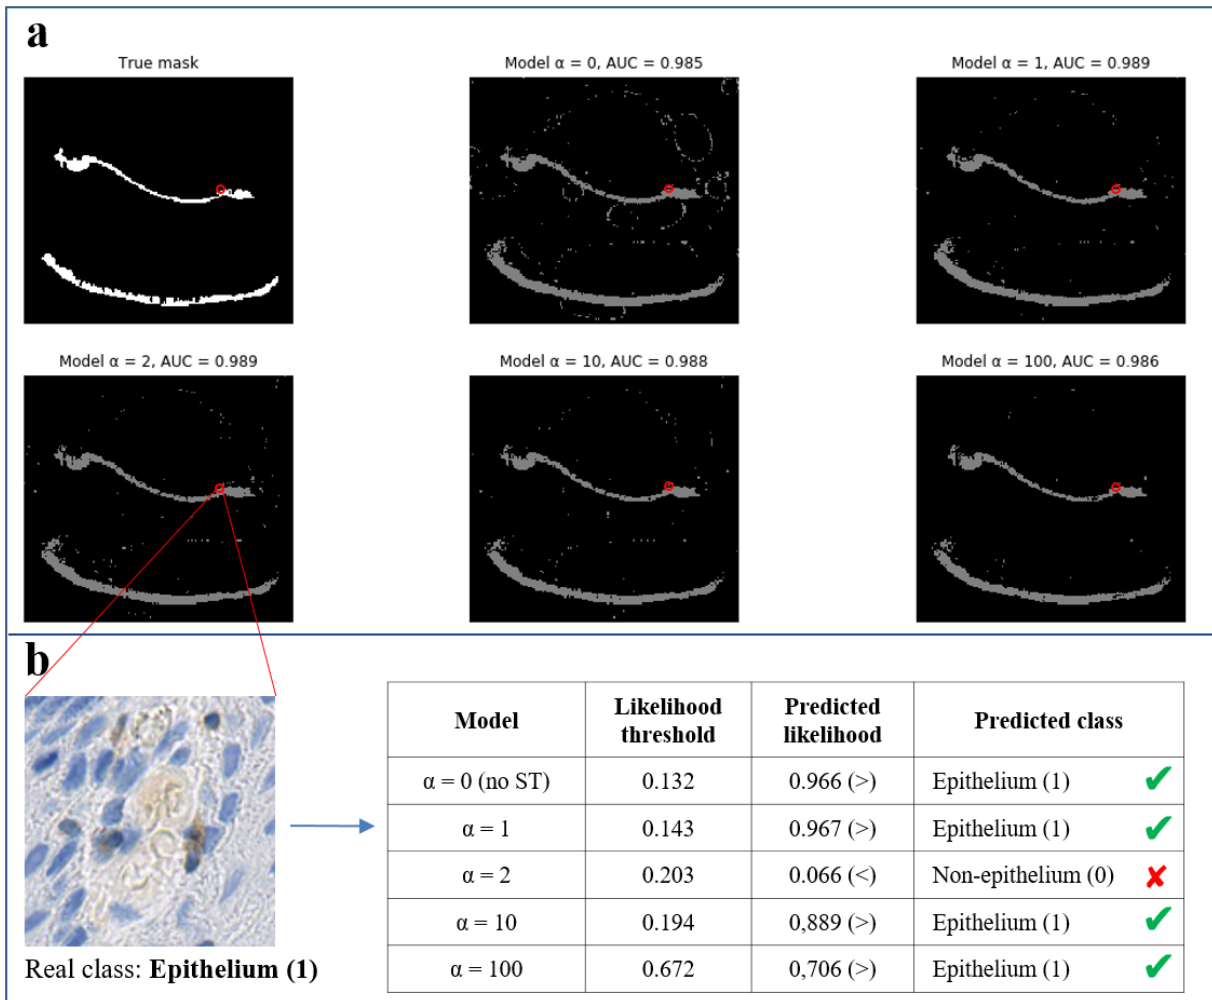 a
True mask
Model α = 0, AUC = 0.985
Model α = 1, AUC = 0.989
Model α = 2, AUC = 0.989
Model α = 10, AUC = 0.988
Model α = 100, AUC = 0.986
b
Real class: Epithelium (1)
Model Likelihood threshold Predicted likelihood Predicted class
α = 0 (no ST) 0.132 0.966 (>) Epithelium (1) ✔
α = 1 0.143 0.967 (>) Epithelium (1) ✔
α = 2 0.203 0.066 (<) Non-epithelium (0) ✘
α = 10 0.194 0,889 (>) Epithelium (1) ✔
α = 100 0.672 0,706 (>) Epithelium (1) ✔